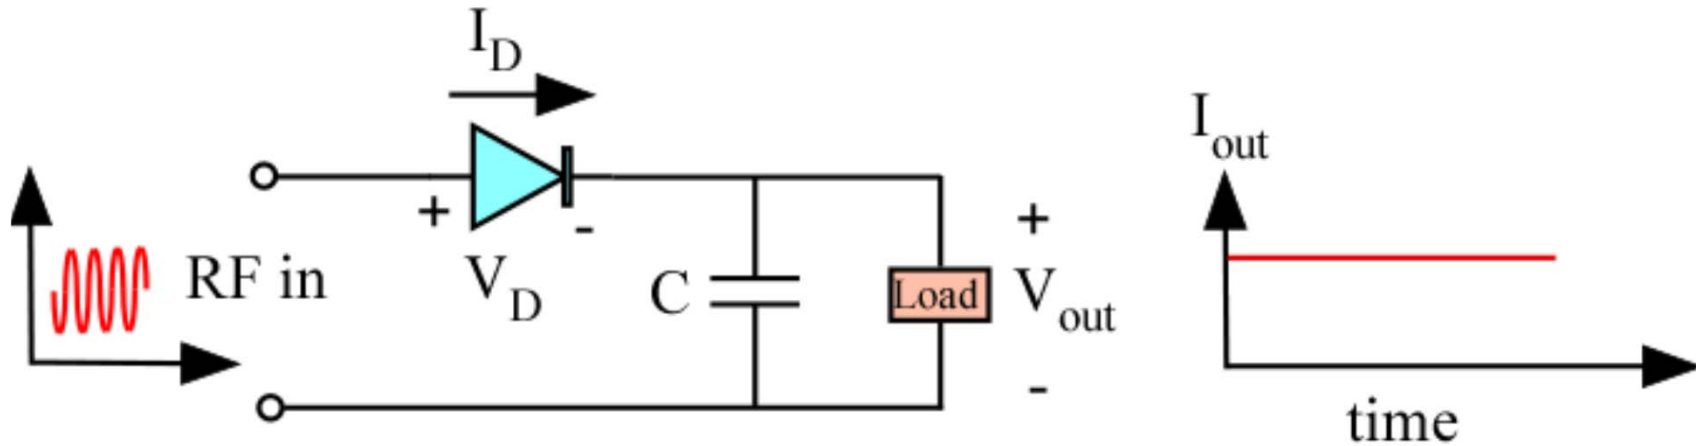 I_D
RF in
+
-
V_D
C
Load
+
V_out
-
I_out
time